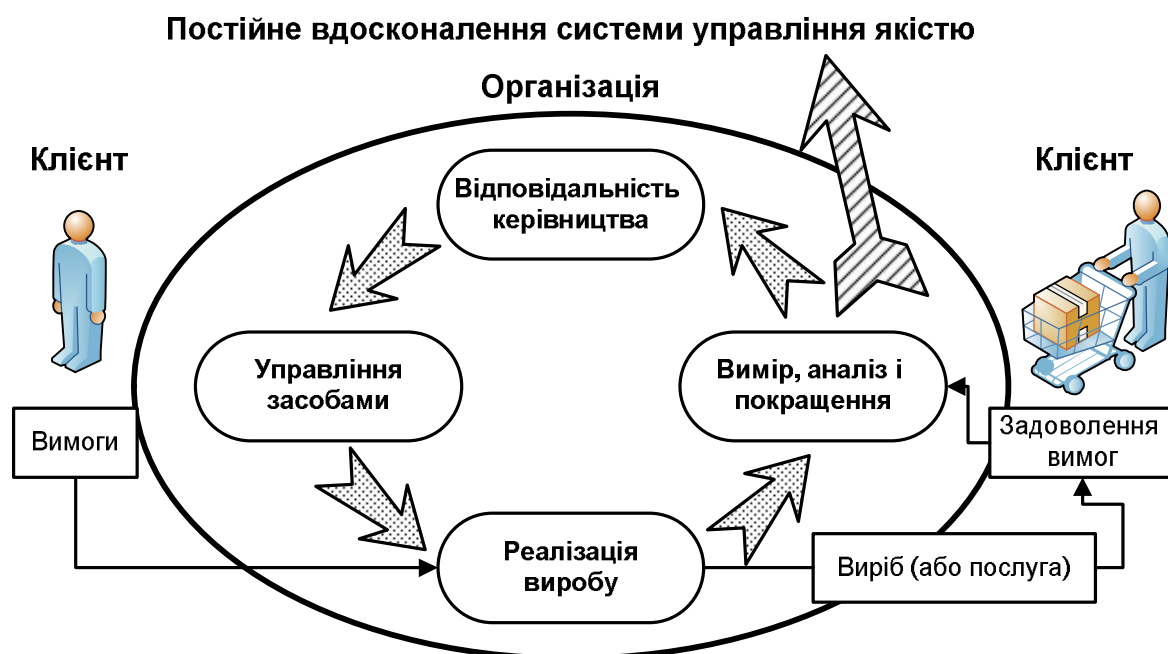 Постійне вдосконалення системи управління якістю
Організація
Клієнт
Клієнт
Відповідальність
керівництва
Управління
засобами
Вимір, аналіз і
покращення
Вимоги
Задоволення
вимог
Реалізація
виробу
Виріб (або послуга)